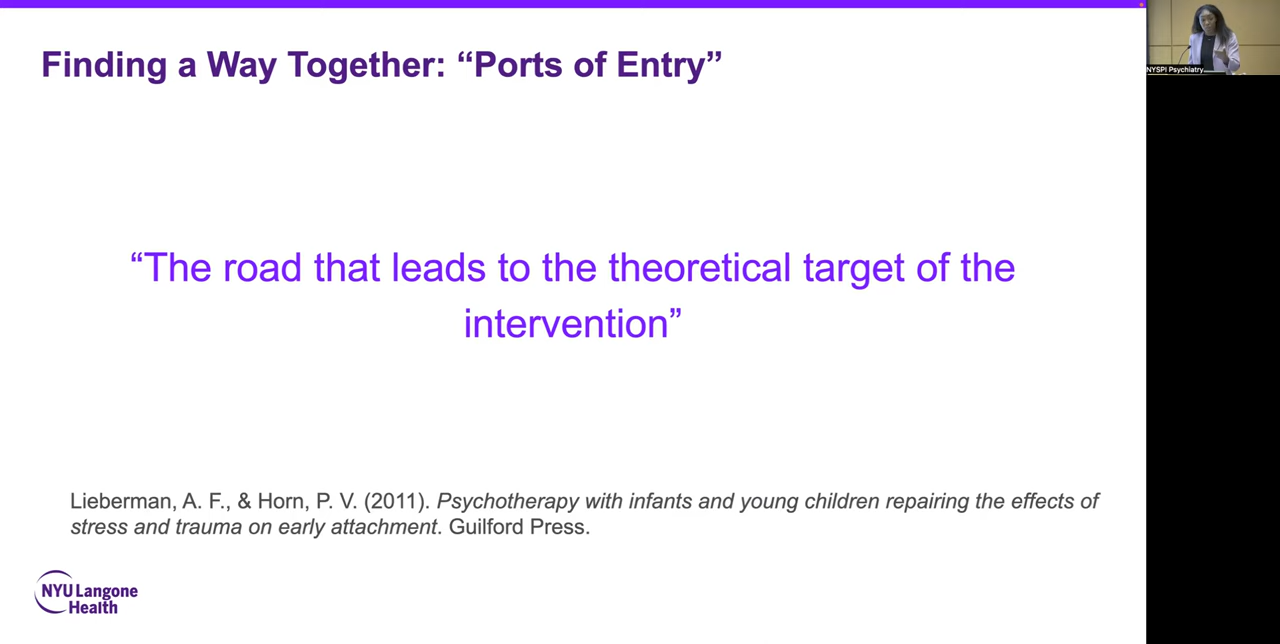 Finding a Way Together: “Ports of Entry”
“The road that leads to the theoretical target of the
intervention”
Lieberman, A. F., & Horn, P. V. (2011). Psychotherapy with infants and young children repairing the effects of
stress and trauma on early attachment. Guilford Press.
NYU Langone
Health
NYSPI Psychiatry